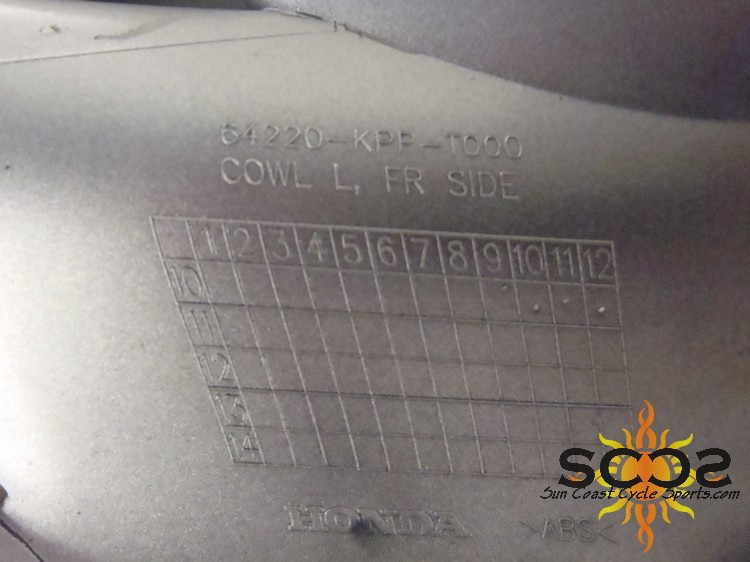 64220-KPP-T000
COWL L, FR SIDE
1 2 3 4 5 6 7 8 9 10 11 12
10
11
12
13
14
SCCS
Sun Coast Cycle Sports.com
HONDA >ABS<